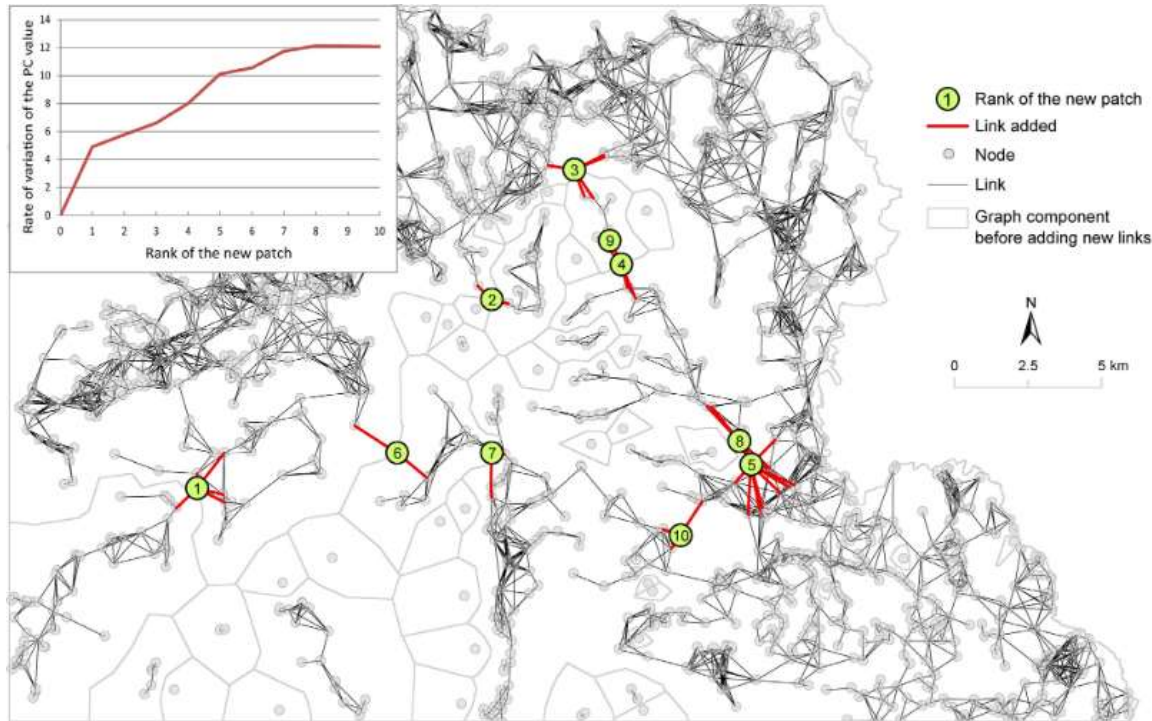 Rate of variation of the PC value
14
12
10
8
6
4
2
0
0 1 2 3 4 5 6 7 8 9 10
Rank of the new patch
3
9
4
2
8
5
6
7
1
10
1 Rank of the new patch
Link added
Node
Link
Graph component
before adding new links
N
0 2.5 5 km